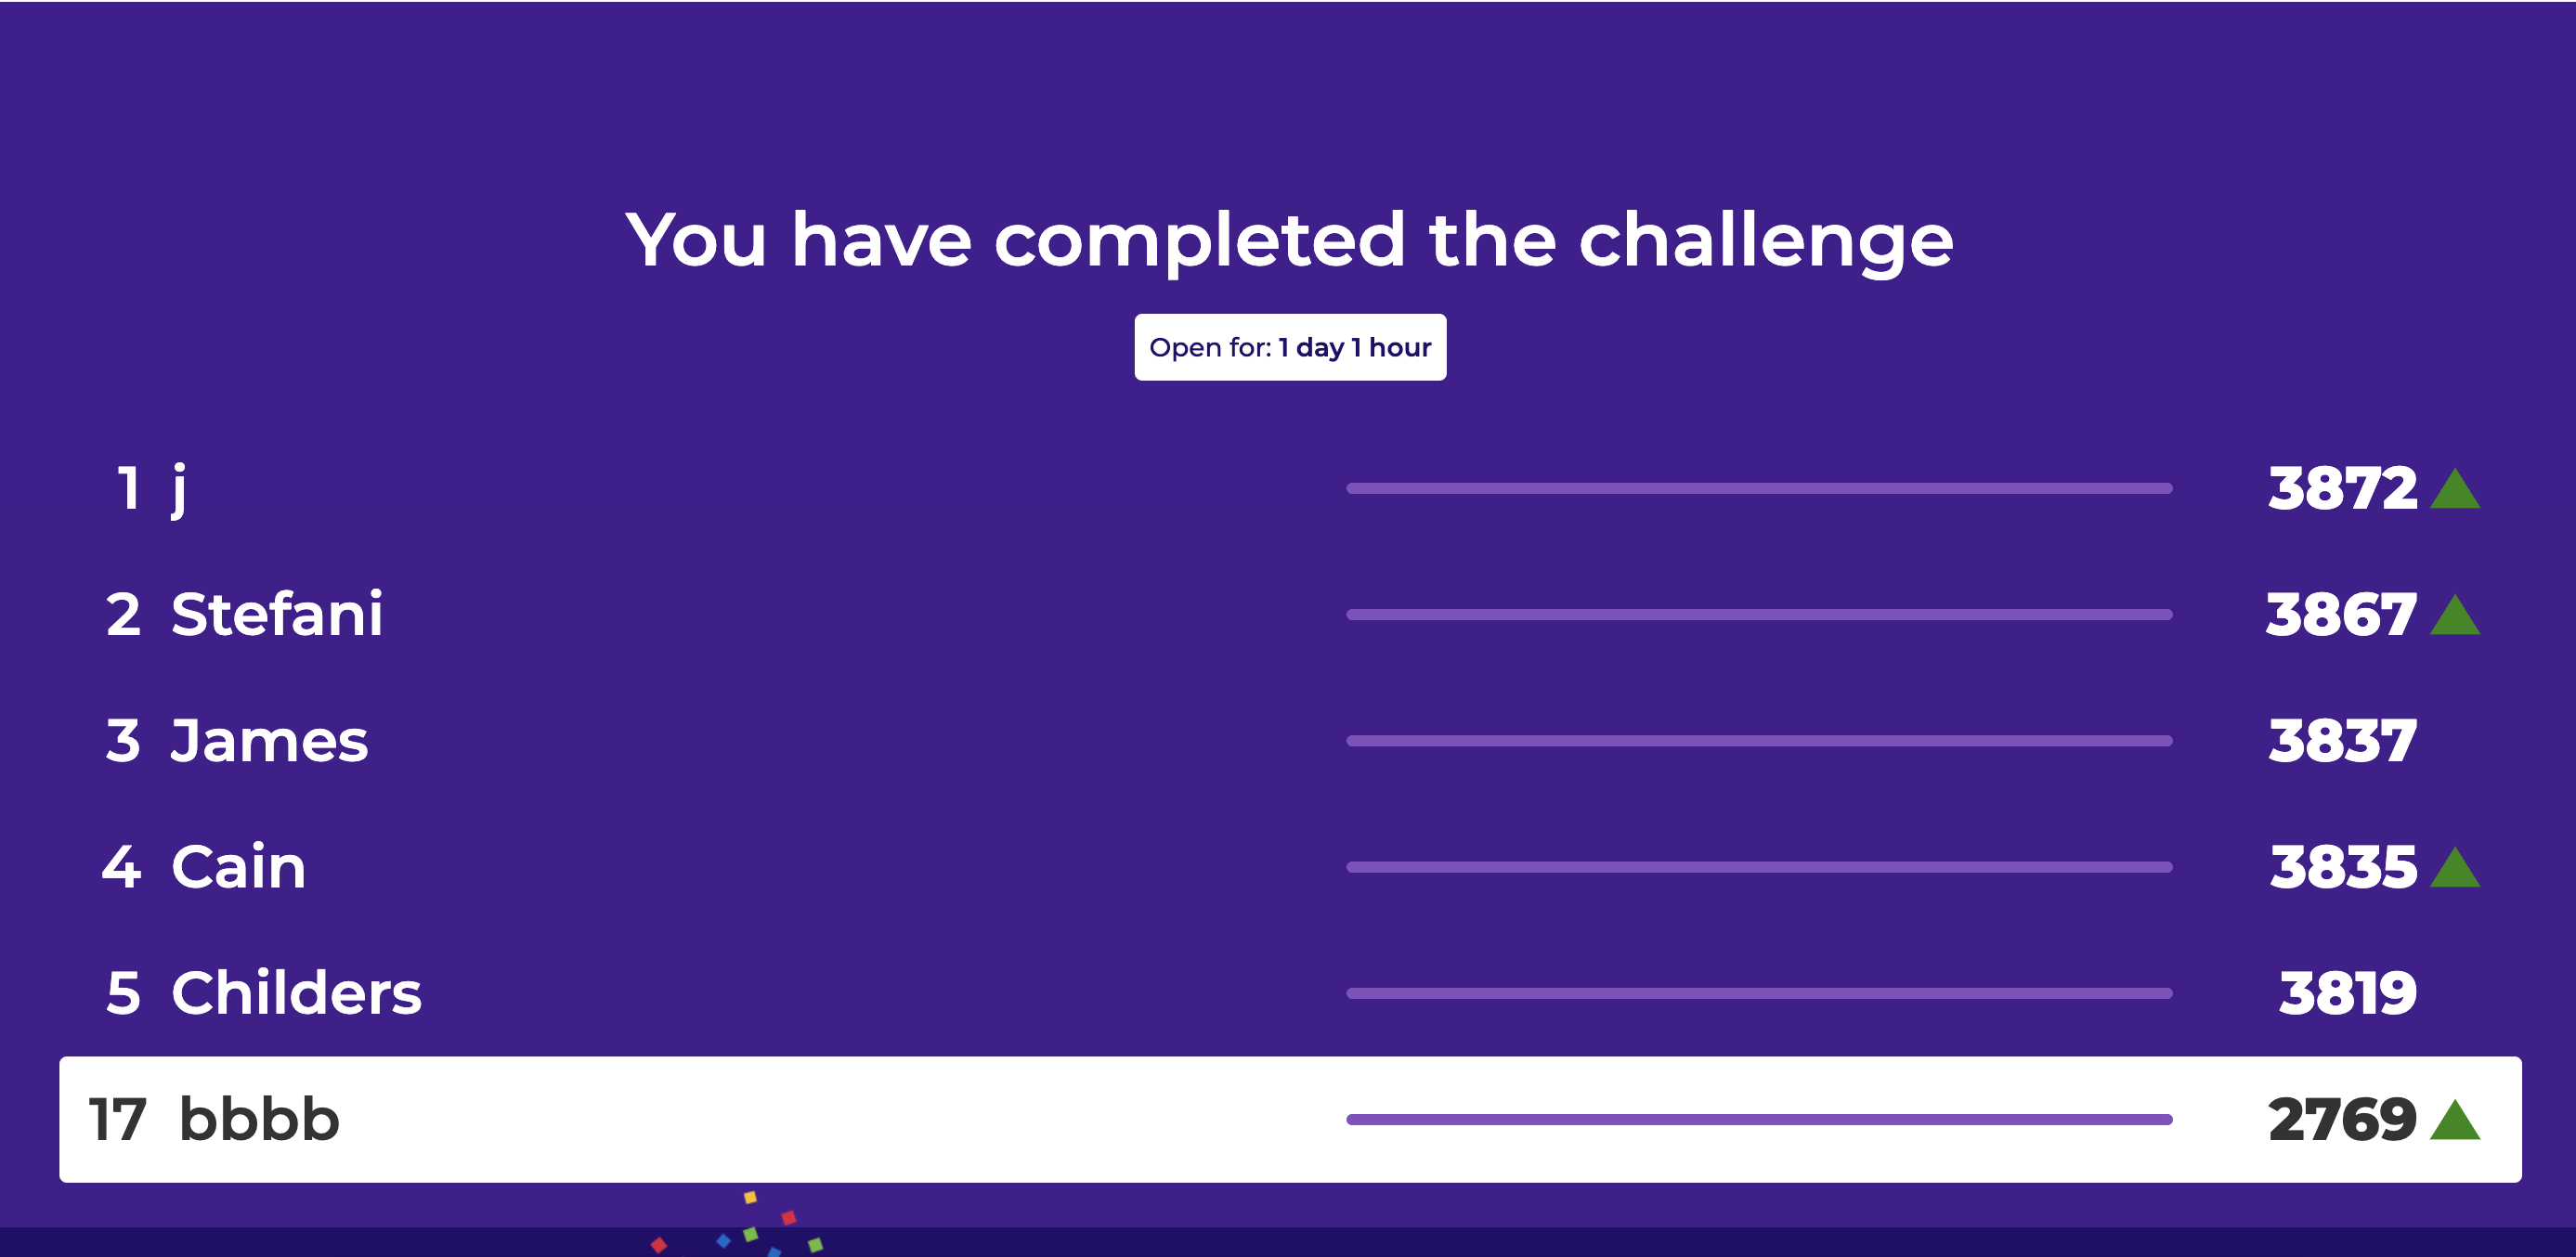 You have completed the challenge
Open for: 1 day 1 hour
1 j 3872
2 Stefani 3867
3 James 3837
4 Cain 3835
5 Childers 3819
17 bbbb 2769